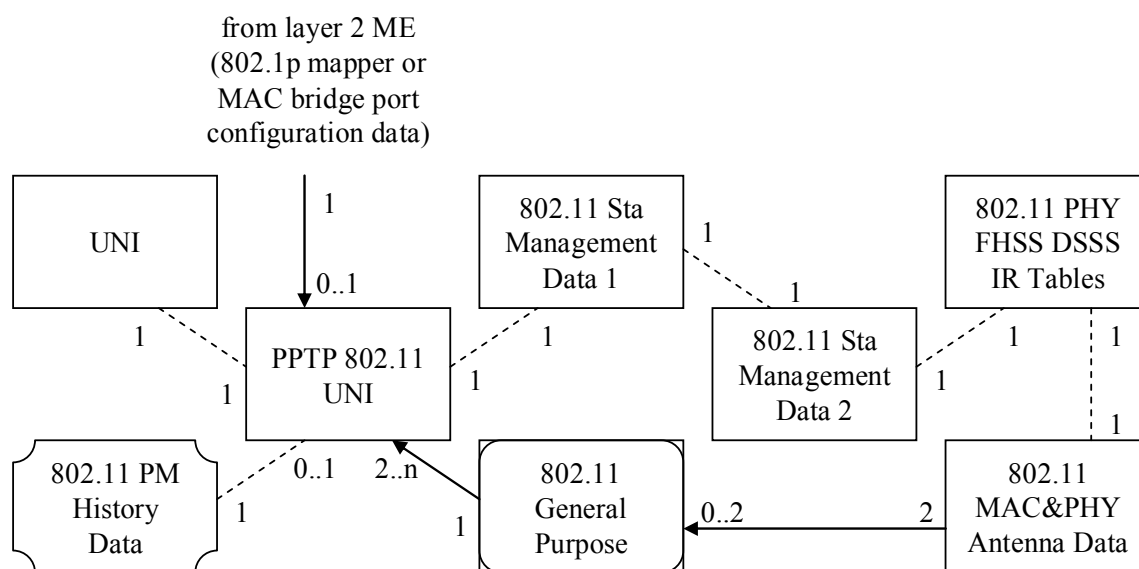 from layer 2 ME
(802.1p mapper or
MAC bridge port
configuration data)
UNI
1
0..1
802.11 Sta
Management
Data 1
1
1
802.11 PHY
FHSS DSSS
IR Tables
1
1
PPTP 802.11
UNI
1
1
802.11 Sta
Management
Data 2
1
1
1
1
802.11 PM
History
Data
0..1
1
2..n
1
802.11
General
Purpose
0..2
2
1
802.11
MAC&PHY
Antenna Data